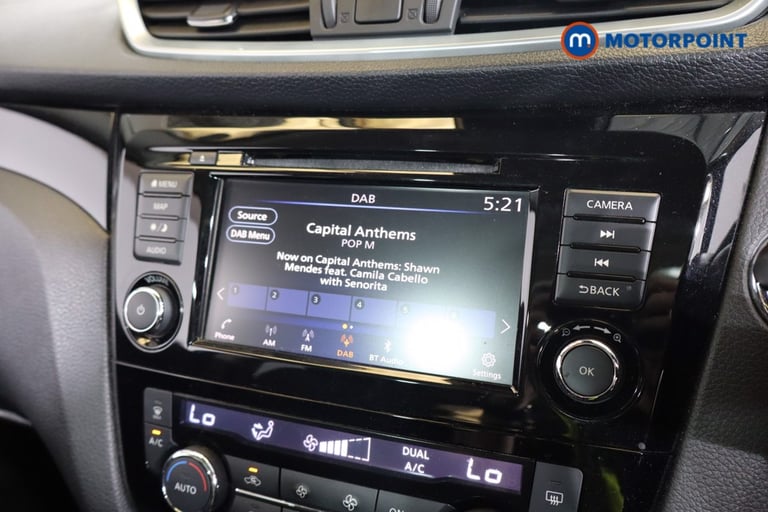 m MOTORPOINT
MENU
MAP
AUDIO
VOLUME
DAB
5:21
Source
DAB Menu
Capital Anthems
POP M
Now on Capital Anthems: Shawn
Mendes feat. Camila Cabello
with Senorita
1 2 3 4 5
Phone
AM
FM
DAB
BT Audio
Settings
CAMERA
BACK
OK
A/C
Lo
DUAL
A/C
Lo
AUTO